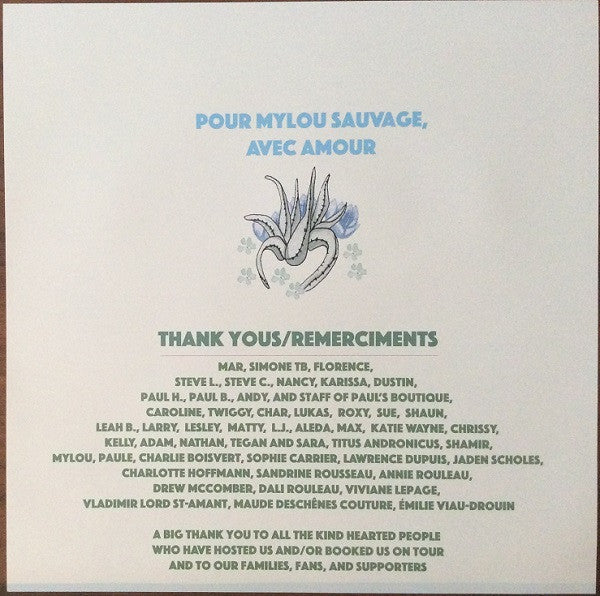 POUR MYLOU SAUVAGE,
AVEC AMOUR
THANK YOUS/REMERCIMENTS
MAR, SIMONE TB, FLORENCE,
STEVE L., STEVE C., NANCY, KARISSA, DUSTIN,
PAUL H., PAUL B., ANDY, AND STAFF OF PAUL'S BOUTIQUE,
CAROLINE, TWIGGY, CHAR, LUKAS, ROXY, SUE, SHAUN,
LEAH B., LARRY, LESLEY, MATTY, L.J., ALEDA, MAX, KATIE WAYNE, CHRISSY,
KELLY, ADAM, NATHAN, TEGAN AND SARA, TITUS ANDRONICUS, SHAMIR,
MYLOU, PAULE, CHARLIE BOISVERT, SOPHIE CARRIER, LAWRENCE DUPUIS, JADEN SCHOLES,
CHARLOTTE HOFFMANN, SANDRINE ROUSSEAU, ANNIE ROULEAU,
DREW MCCOMBER, DALI ROULEAU, VIVIANE LEPAGE,
VLADIMIR LORD ST-AMANT, MAUDE DESCHÊNES COUTURE, ÉMILIE VIAU-DROUIN
A BIG THANK YOU TO ALL THE KIND HEARTED PEOPLE
WHO HAVE HOSTED US AND/OR BOOKED US ON TOUR
AND TO OUR FAMILIES, FANS, AND SUPPORTERS